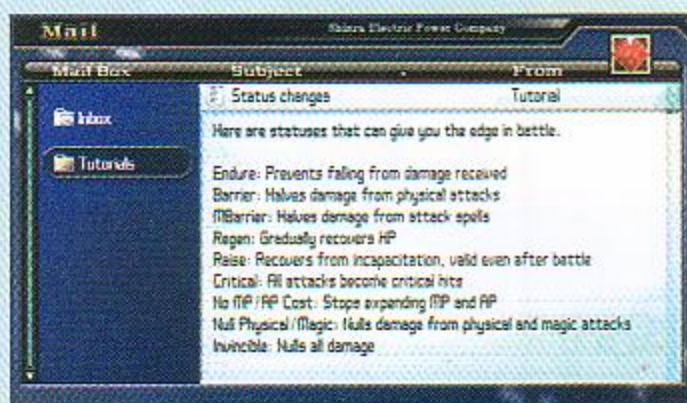 Mail
Shinra Electric Power Company
Mail Box Subject From
Status changes Tutorial
Inbox
Tutorials
Here are statuses that can give you the edge in battle.
Endure: Prevents falling from damage received
Barrier: Halves damage from physical attacks
MBarrier: Halves damage from attack spells
Regen: Gradually recovers HP
Raise: Recovers from incapacitation, valid even after battle
Critical: All attacks become critical hits
No MP/AP Cost: Stops expending MP and AP
Null Physical/Magic: Nulls damage from physical and magic attacks
Invincible: Nulls all damage